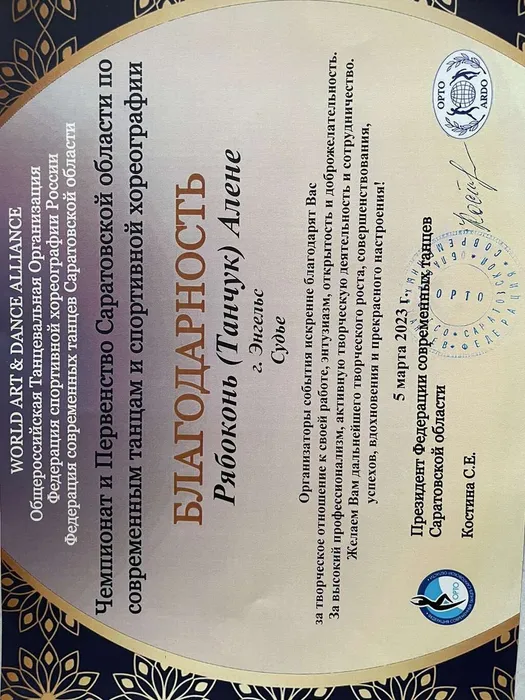 WORLD ART & DANCE ALLIANCE
Общероссийская Танцевальная Организация
Федерация спортивной хореографии России
Федерация современных танцев Саратовской области
Чемпионат и Первенство Саратовской области по
современным танцам и спортивной хореографии
БЛАГОДАРНОСТЬ
Рябоконь (Танчук) Алене
г. Энгельс
Судье
Организаторы события искренне благодарят Вас
за творческое отношение к своей работе, энтузиазм, открытость и доброжелательность.
За высокий профессионализм, активную творческую деятельность и сотрудничество.
Желаем Вам дальнейшего творческого роста, совершенствования,
успехов, вдохновения и прекрасного настроения!
5 марта 2023 г.
Президент Федерации современных танцев
Саратовской области
Костина С.Е.
ОРТО
ОРТО
ARDO
ОРТО